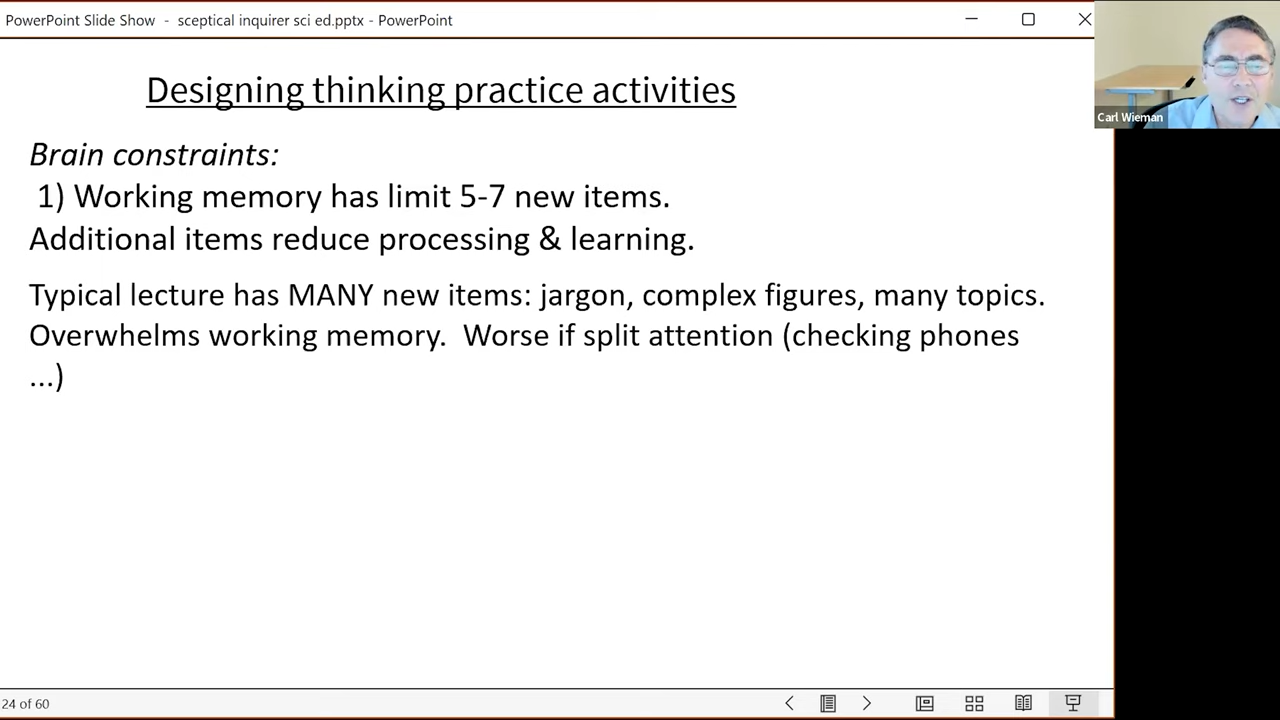 PowerPoint Slide Show - sceptical inquirer sci ed.pptx - PowerPoint
Carl Wieman
Designing thinking practice activities
Brain constraints:
1) Working memory has limit 5-7 new items.
Additional items reduce processing & learning.
Typical lecture has MANY new items: jargon, complex figures, many topics.
Overwhelms working memory.  Worse if split attention (checking phones
...)
24 of 60